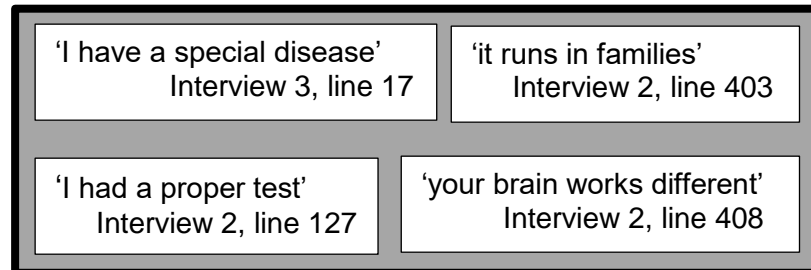 ‘I have a special disease’
Interview 3, line 17
‘it runs in families’
Interview 2, line 403
‘I had a proper test’
Interview 2, line 127
‘your brain works different’
Interview 2, line 408